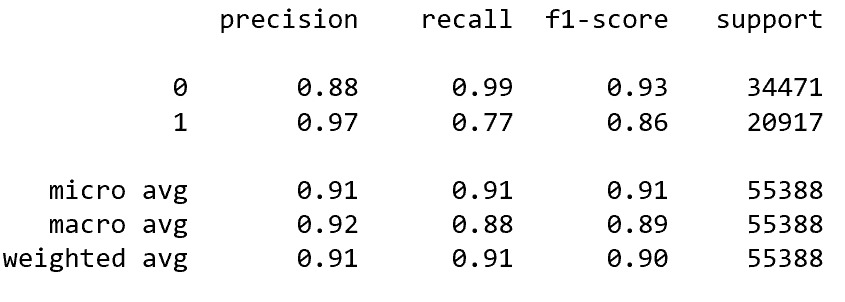 precision recall f1-score support
0 0.88 0.99 0.93 34471
1 0.97 0.77 0.86 20917
micro avg 0.91 0.91 0.91 55388
macro avg 0.92 0.88 0.89 55388
weighted avg 0.91 0.91 0.90 55388